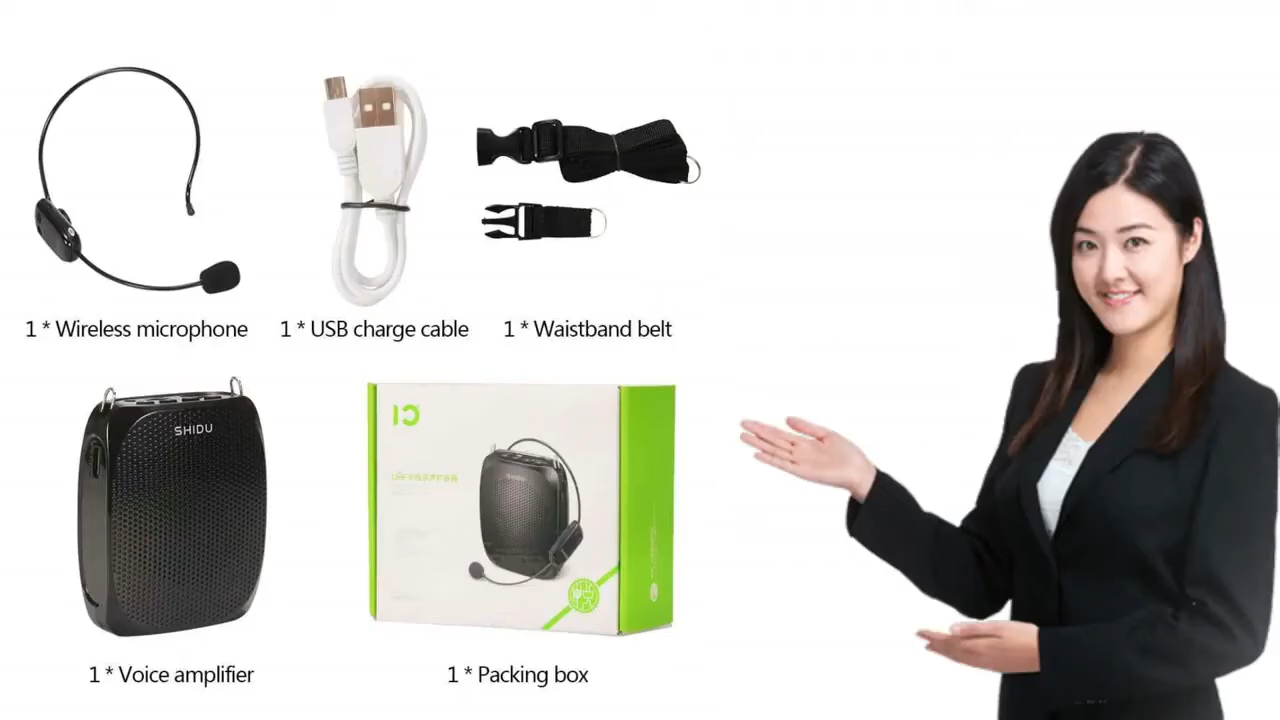 1 * Wireless microphone
1 * USB charge cable
1 * Waistband belt
SHIDU
1 * Voice amplifier
1 * Packing box